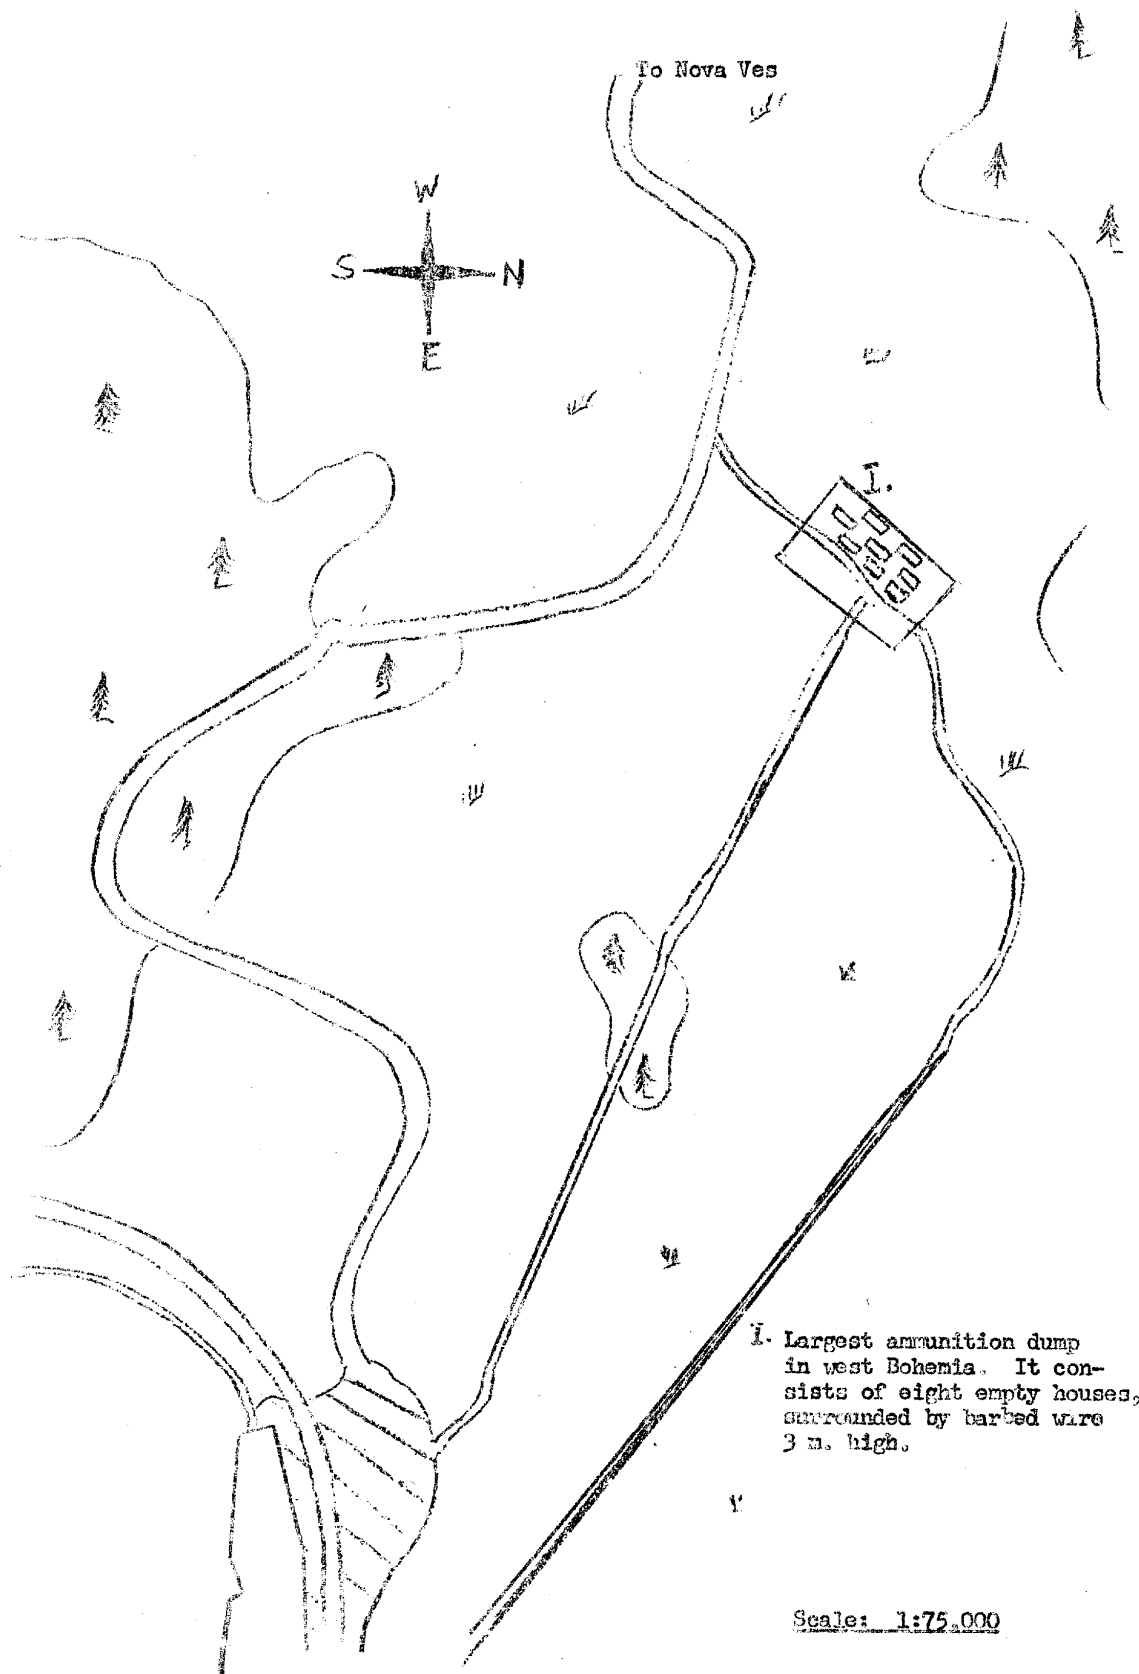 To Nova Ves
W
S
N
E
I.
I. Largest ammunition dump
in west Bohemia. It con-
sists of eight empty houses,
surrounded by barbed wire
3 m. high.
Scale: 1:75,000